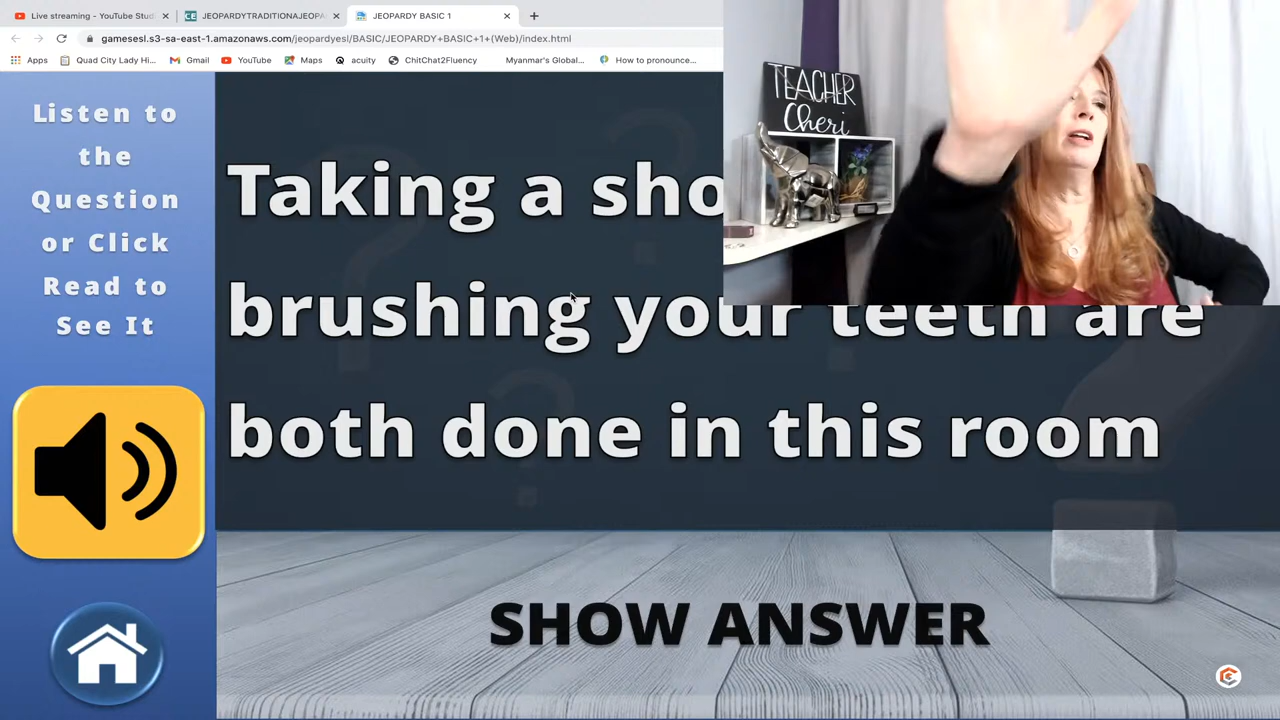 Live streaming - YouTube Stud
JEOPARDYTRADITIONAJEOPA
JEOPARDY BASIC 1
gamesesl.s3-sa-east-1.amazonaws.com/jeopardyesl/BASIC/JEOPARDY+BASIC+1+(Web)/index.html
Apps
Quad City Lady Hi...
Gmail
YouTube
Maps
acuity
ChitChat2Fluency
Myanmar's Global...
How to pronounce...
TEACHER
Cheri
Listen to
the
Question
or Click
Read to
See It
Taking a sho
brushing your teeth are
both done in this room
SHOW ANSWER